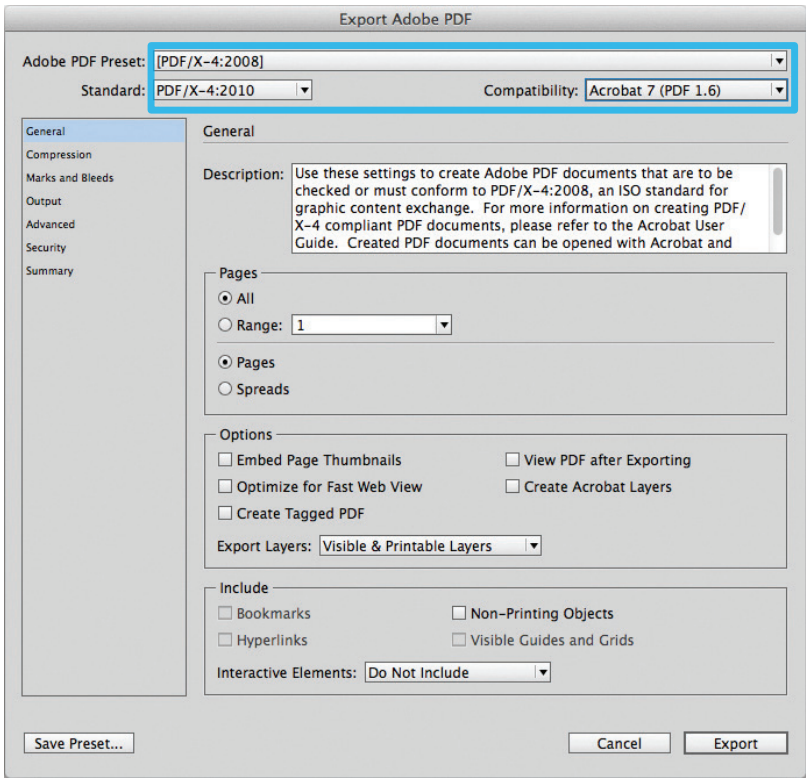 Export Adobe PDF
Adobe PDF Preset: [PDF/X-4:2008]
Standard: PDF/X-4:2010 Compatibility: Acrobat 7 (PDF 1.6)
General
Compression
Marks and Bleeds
Output
Advanced
Security
Summary
General
Description: Use these settings to create Adobe PDF documents that are to be
checked or must conform to PDF/X-4:2008, an ISO standard for
graphic content exchange.  For more information on creating PDF/
X-4 compliant PDF documents, please refer to the Acrobat User
Guide.  Created PDF documents can be opened with Acrobat and
Pages
All
Range: 1
Pages
Spreads
Options
Embed Page Thumbnails View PDF after Exporting
Optimize for Fast Web View Create Acrobat Layers
Create Tagged PDF
Export Layers: Visible & Printable Layers
Include
Bookmarks Non-Printing Objects
Hyperlinks Visible Guides and Grids
Interactive Elements: Do Not Include
Save Preset... Cancel Export